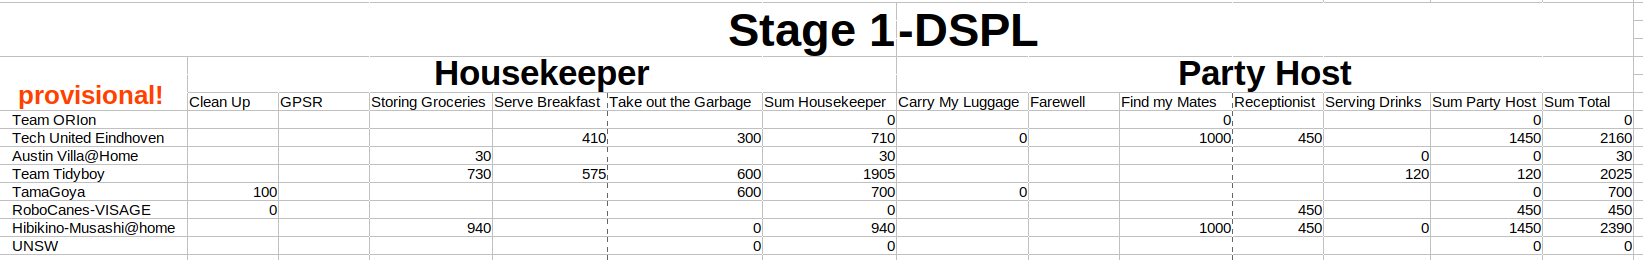 Stage 1-DSPL
Housekeeper Party Host
provisional!
Clean Up GPSR Storing Groceries Serve Breakfast Take out the Garbage Sum Housekeeper Carry My Luggage Farewell Find my Mates Receptionist Serving Drinks Sum Party Host Sum Total
Team ORIon 0 0 0 0
Tech United Eindhoven 410 300 710 0 1000 450 1450 2160
Austin Villa@Home 30 30 0 0 30
Team Tidyboy 730 575 600 1905 120 120 2025
TamaGoya 100 600 700 0 0 700
RoboCanes-VISAGE 0 0 450 450 450
Hibikino-Musashi@home 940 0 940 1000 450 0 1450 2390
UNSW 0 0 0 0